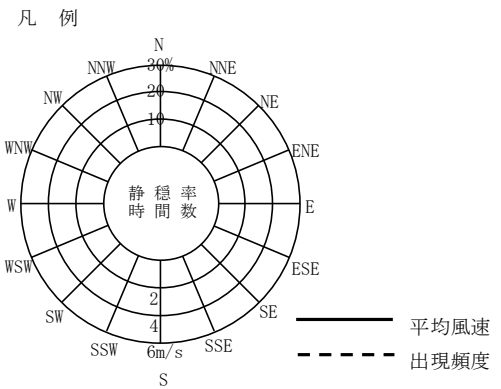 凡 例
N
NNW 30% NNE
NW 20 NE
10
WNW ENE
静 穏 率
W 時 間 数 E
WSW ESE
2
SW 4 SE
SSW 6m/s SSE
S
平均風速
出現頻度